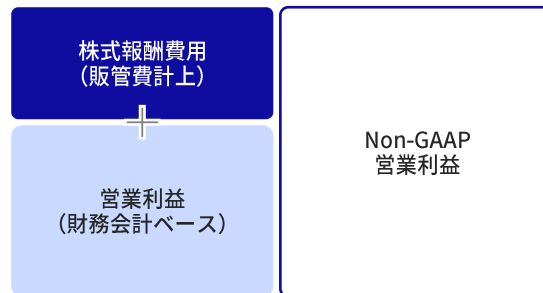 株式報酬費用
（販管費計上）
営業利益
（財務会計ベース）
Non-GAAP
営業利益